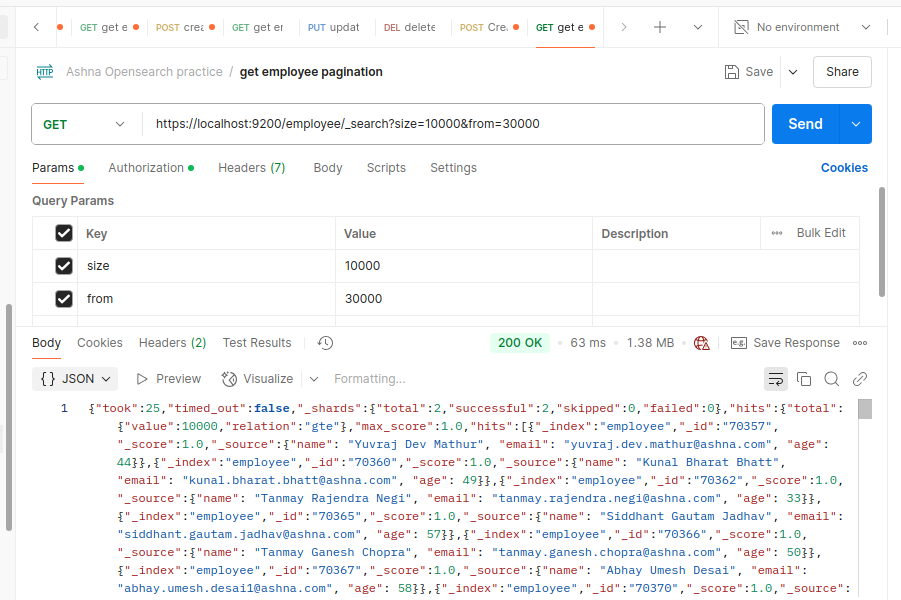 GET get e
POST crea
GET get er
PUT updat
DEL delete
POST Cre
GET get e
No environment
HTTP Ashna Opensearch practice / get employee pagination
Save
Share
GET
https://localhost:9200/employee/_search?size=10000&from=30000
Send
Params
Authorization
Headers (7)
Body
Scripts
Settings
Cookies
Query Params
Key Value Description
Bulk Edit
size 10000
from 30000
Body
Cookies
Headers (2)
Test Results
200 OK
63 ms
1.38 MB
e.g. Save Response
{} JSON
Preview
Visualize
Formatting...
1 {"took":25,"timed_out":false,"_shards":{"total":2,"successful":2,"skipped":0,"failed":0},"hits":{"total":
{"value":10000,"relation":"gte"},"max_score":1.0,"hits":[{"_index":"employee","_id":"70357",
"_score":1.0,"_source":{"name": "Yuvraj Dev Mathur", "email": "yuvraj.dev.mathur@ashna.com", "age":
44}},{"_index":"employee","_id":"70360","_score":1.0,"_source":{"name": "Kunal Bharat Bhatt",
"email": "kunal.bharat.bhatt@ashna.com", "age": 49}},{"_index":"employee","_id":"70362","_score":1.0,
"_source":{"name": "Tanmay Rajendra Negi", "email": "tanmay.rajendra.negi@ashna.com", "age": 33}},
{"_index":"employee","_id":"70365","_score":1.0,"_source":{"name": "Siddhant Gautam Jadhav", "email":
"siddhant.gautam.jadhav@ashna.com", "age": 57}},{"_index":"employee","_id":"70366","_score":1.0,
"_source":{"name": "Tanmay Ganesh Chopra", "email": "tanmay.ganesh.chopra@ashna.com", "age": 50}},
{"_index":"employee","_id":"70367","_score":1.0,"_source":{"name": "Abhay Umesh Desai", "email":
"abhay.umesh.desai1@ashna.com", "age": 58}},{"_index":"employee","_id":"70370","_score":1.0,"_source":